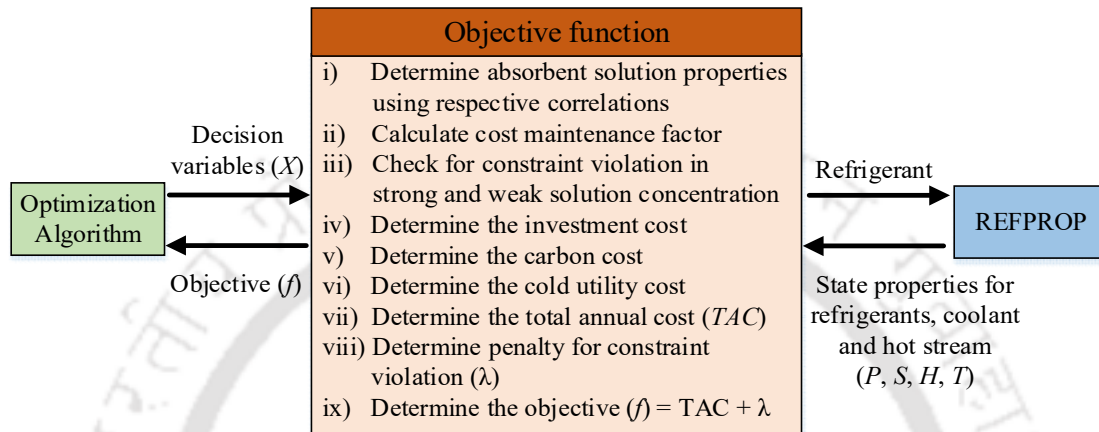 Objective function
i) Determine absorbent solution properties
using respective correlations
ii) Calculate cost maintenance factor
iii) Check for constraint violation in
strong and weak solution concentration
iv) Determine the investment cost
v) Determine the carbon cost
vi) Determine the cold utility cost
vii) Determine the total annual cost (TAC)
viii) Determine penalty for constraint
violation (λ)
ix) Determine the objective (f) = TAC + λ
Decision
variables (X)
Optimization
Algorithm
Objective (f)
Refrigerant
REFPROP
State properties for
refrigerants, coolant
and hot stream
(P, S, H, T)